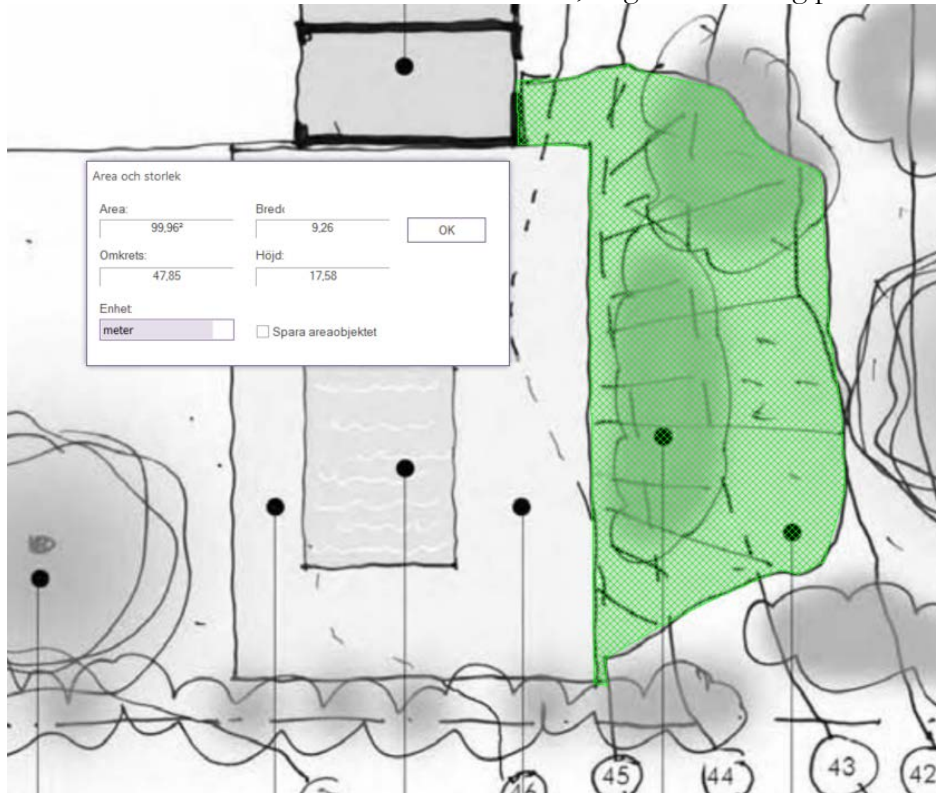 Area och storlek
Area:
99,96²
Bredd
9,26
OK
Omkrets:
47,85
Höjd:
17,58
Enhet
meter
Spara areaobjektet
46
45
44
43
42